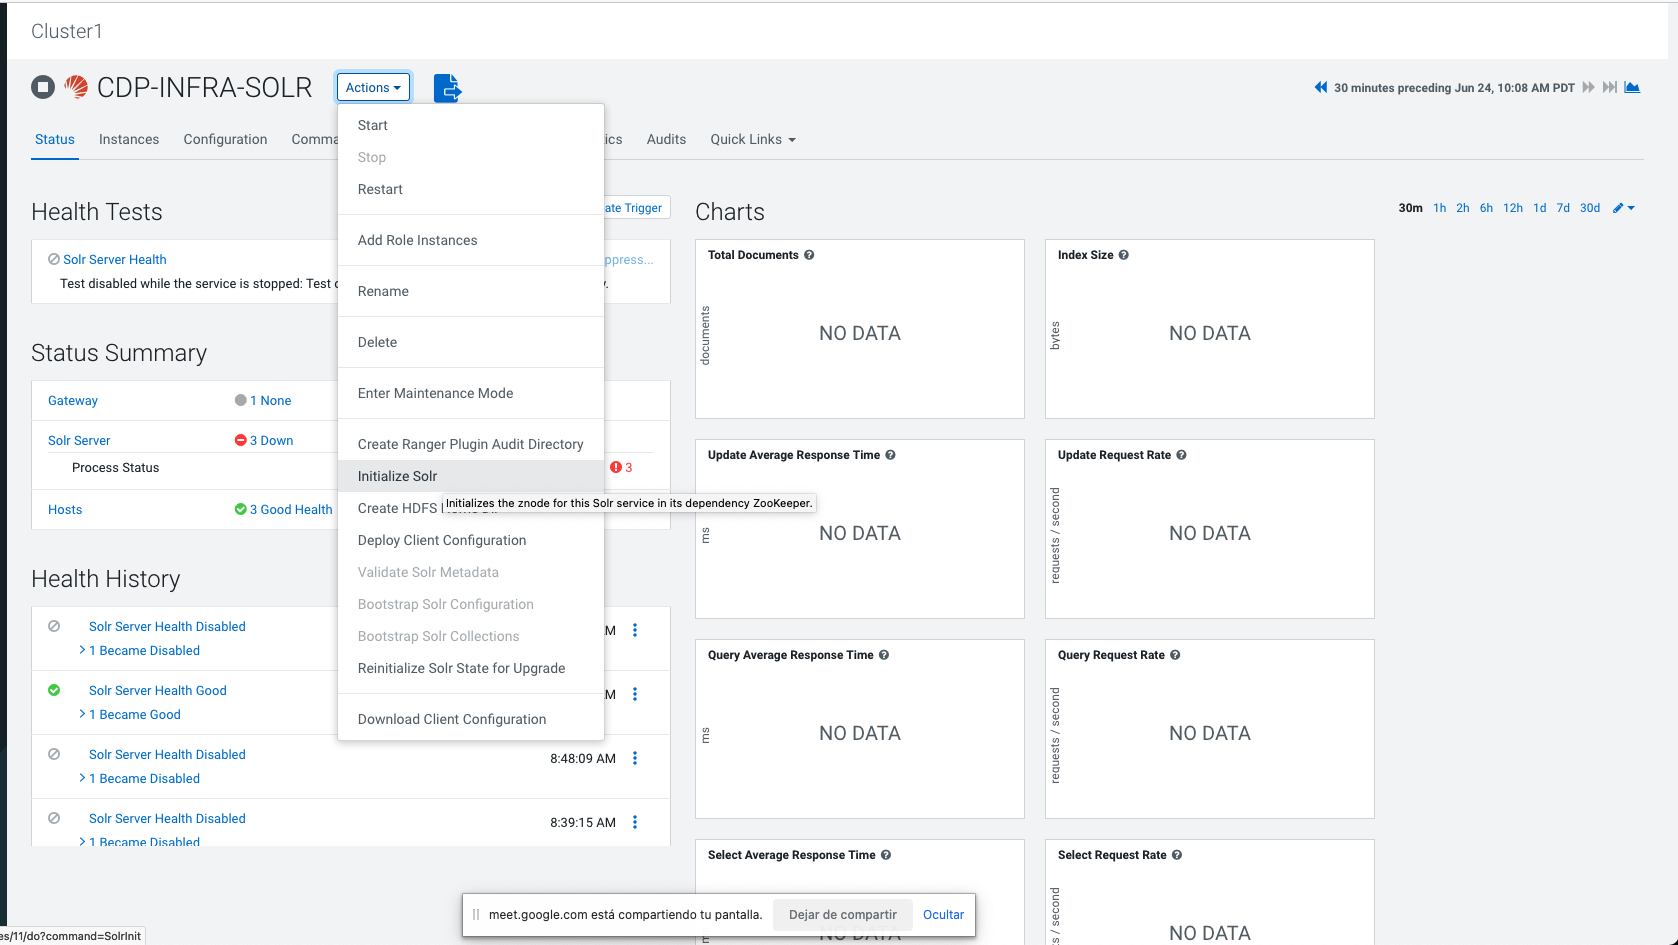 Cluster1
CDP-INFRA-SOLR
Actions
30 minutes preceding Jun 24, 10:08 AM PDT
Status Instances Configuration Audits Quick Links
Start
Stop
Restart
Add Role Instances
Rename
Delete
Enter Maintenance Mode
Create Ranger Plugin Audit Directory
Initialize Solr
Initializes the znode for this Solr service in its dependency ZooKeeper.
Create HDFS
Deploy Client Configuration
Validate Solr Metadata
Bootstrap Solr Configuration
Bootstrap Solr Collections
Reinitialize Solr State for Upgrade
Download Client Configuration
Health Tests
Trigger
Solr Server Health
Test disabled while the service is stopped: Test
Status Summary
Gateway 1 None
Solr Server 3 Down
Process Status 3
Hosts 3 Good Health
Health History
Solr Server Health Disabled
> 1 Became Disabled
Solr Server Health Good
> 1 Became Good
Solr Server Health Disabled 8:48:09 AM
> 1 Became Disabled
Solr Server Health Disabled 8:39:15 AM
> 1 Became Disabled
Charts
30m 1h 2h 6h 12h 1d 7d 30d
Total Documents
documents
NO DATA
Index Size
bytes
NO DATA
Update Average Response Time
ms
NO DATA
Update Request Rate
requests / second
NO DATA
Query Average Response Time
ms
NO DATA
Query Request Rate
requests / second
NO DATA
Select Average Response Time
NO DATA
Select Request Rate
/ second
NO DATA
meet.google.com está compartiendo tu pantalla. Dejar de compartir Ocultar
es/11/do?command=SolrInit